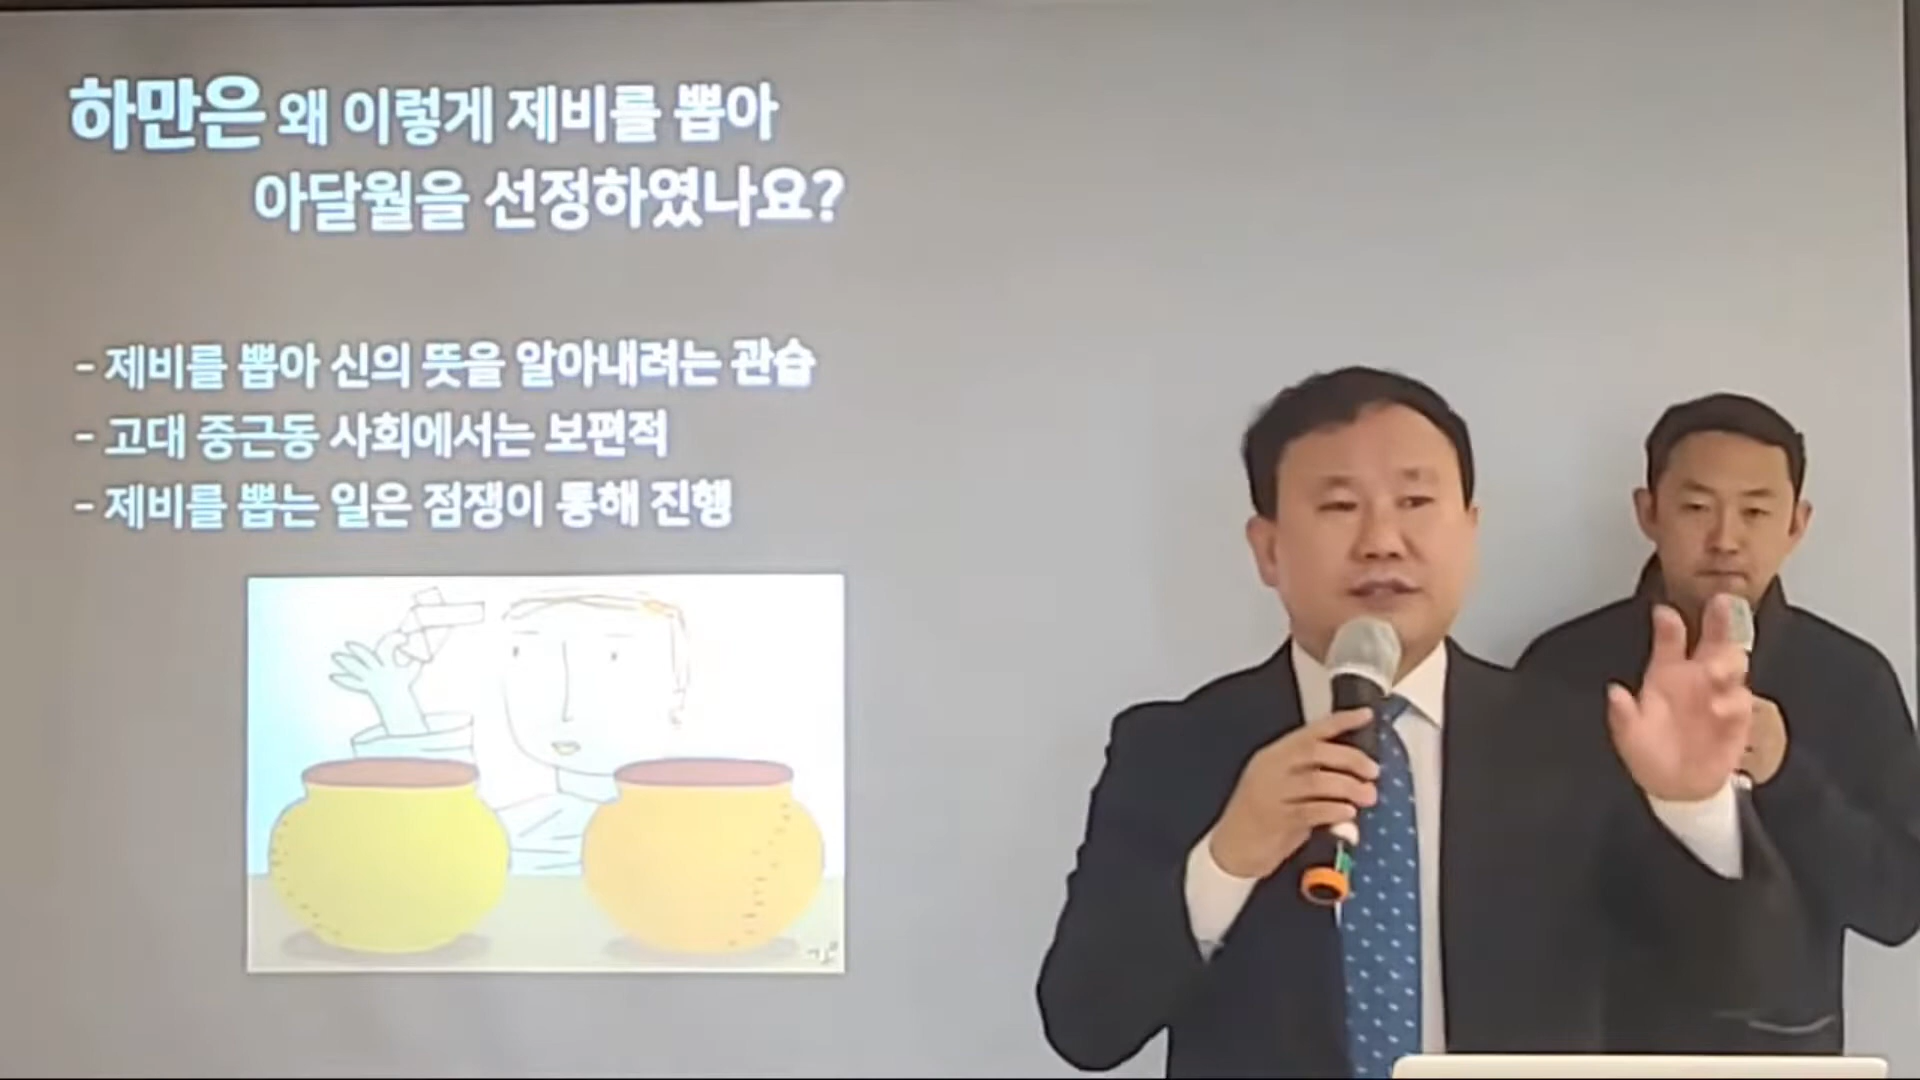 하만은 왜 이렇게 제비를 뽑아
아달월을 선정하였나요?
- 제비를 뽑아 신의 뜻을 알아내려는 관습
- 고대 중근동 사회에서는 보편적
- 제비를 뽑는 일은 점쟁이 통해 진행